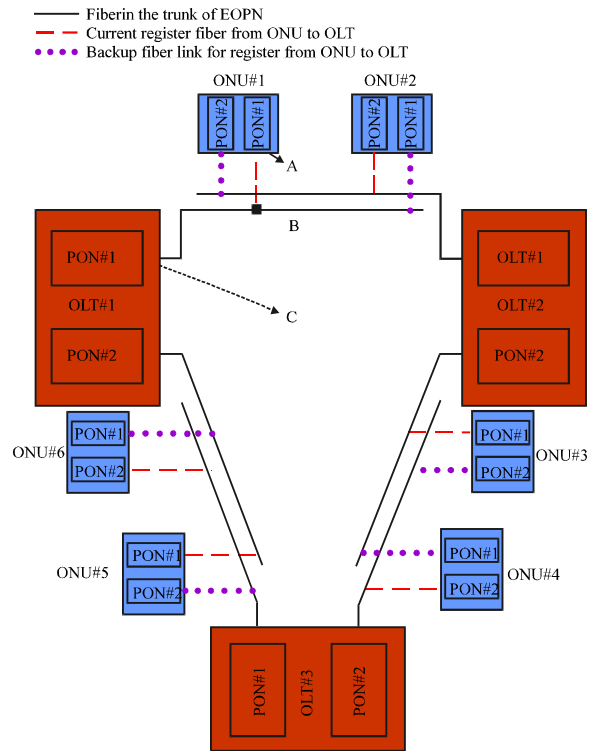 Fiberin the trunk of EOPN
Current register fiber from ONU to OLT
Backup fiber link for register from ONU to OLT
ONU#1
ONU#2
PON#2
PON#1
PON#2
PON#1
A
B
PON#1
OLT#1
PON#2
OLT#1
OLT#2
PON#2
C
PON#1
ONU#6
PON#2
PON#1
ONU#3
PON#2
PON#1
ONU#5
PON#2
PON#1
ONU#4
PON#2
PON#1
OLT#3
PON#2